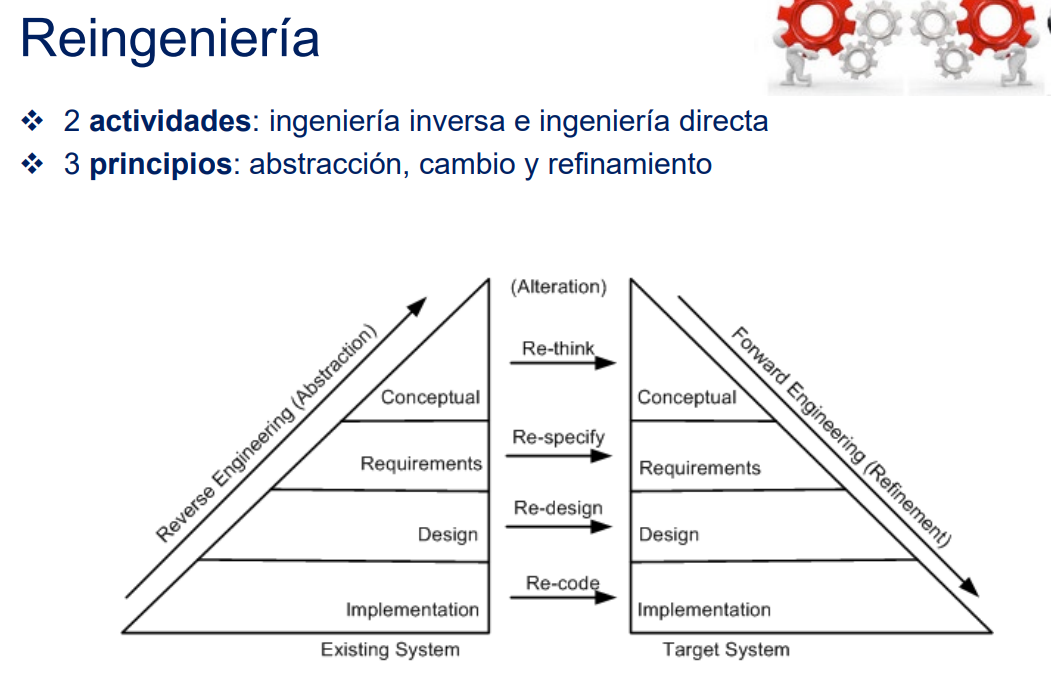 Reingeniería
❖ 2 actividades: ingeniería inversa e ingeniería directa
❖ 3 principios: abstracción, cambio y refinamiento
Reverse Engineering (Abstraction)
Conceptual
Requirements
Design
Implementation
Existing System
(Alteration)
Re-think
Re-specify
Re-design
Re-code
Forward Engineering (Refinement)
Conceptual
Requirements
Design
Implementation
Target System